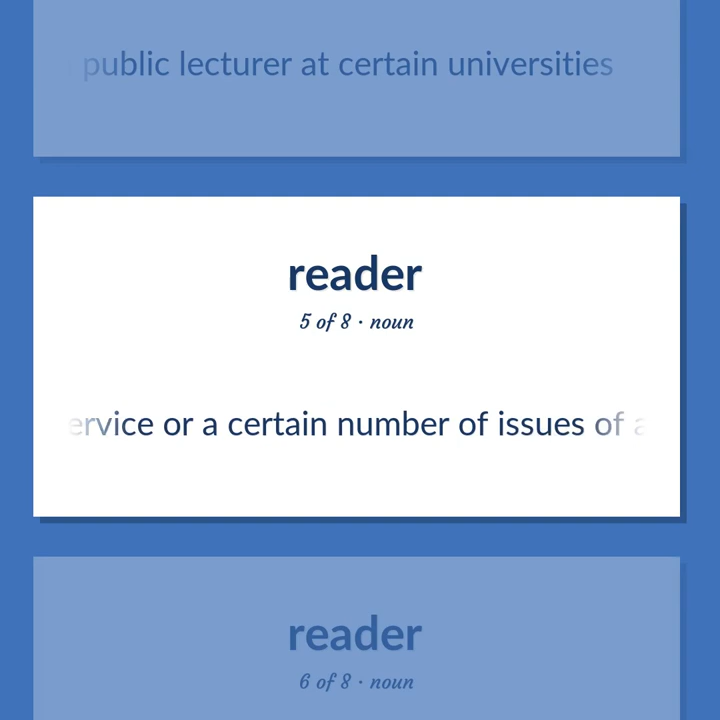 public lecturer at certain universities
reader
5 of 8 · noun
ervice or a certain number of issues of a
reader
6 of 8 · noun